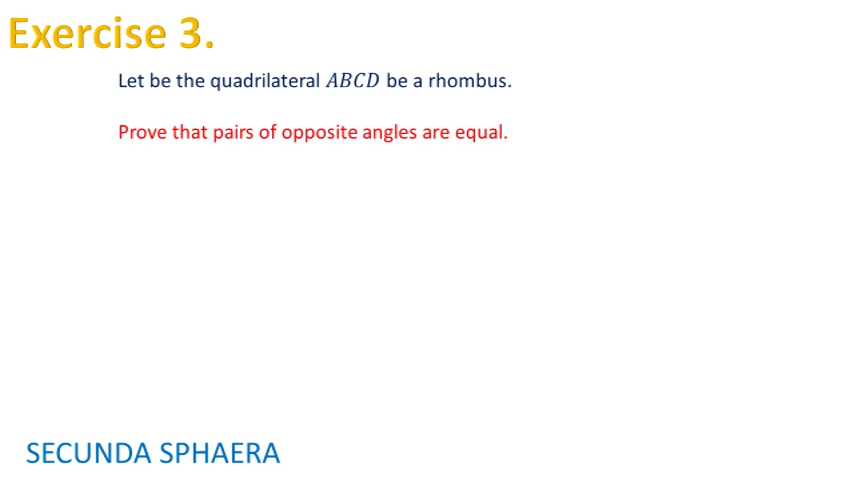 Exercise 3.
Let be the quadrilateral ABCD be a rhombus.
Prove that pairs of opposite angles are equal.
SECUNDA SPHAERA